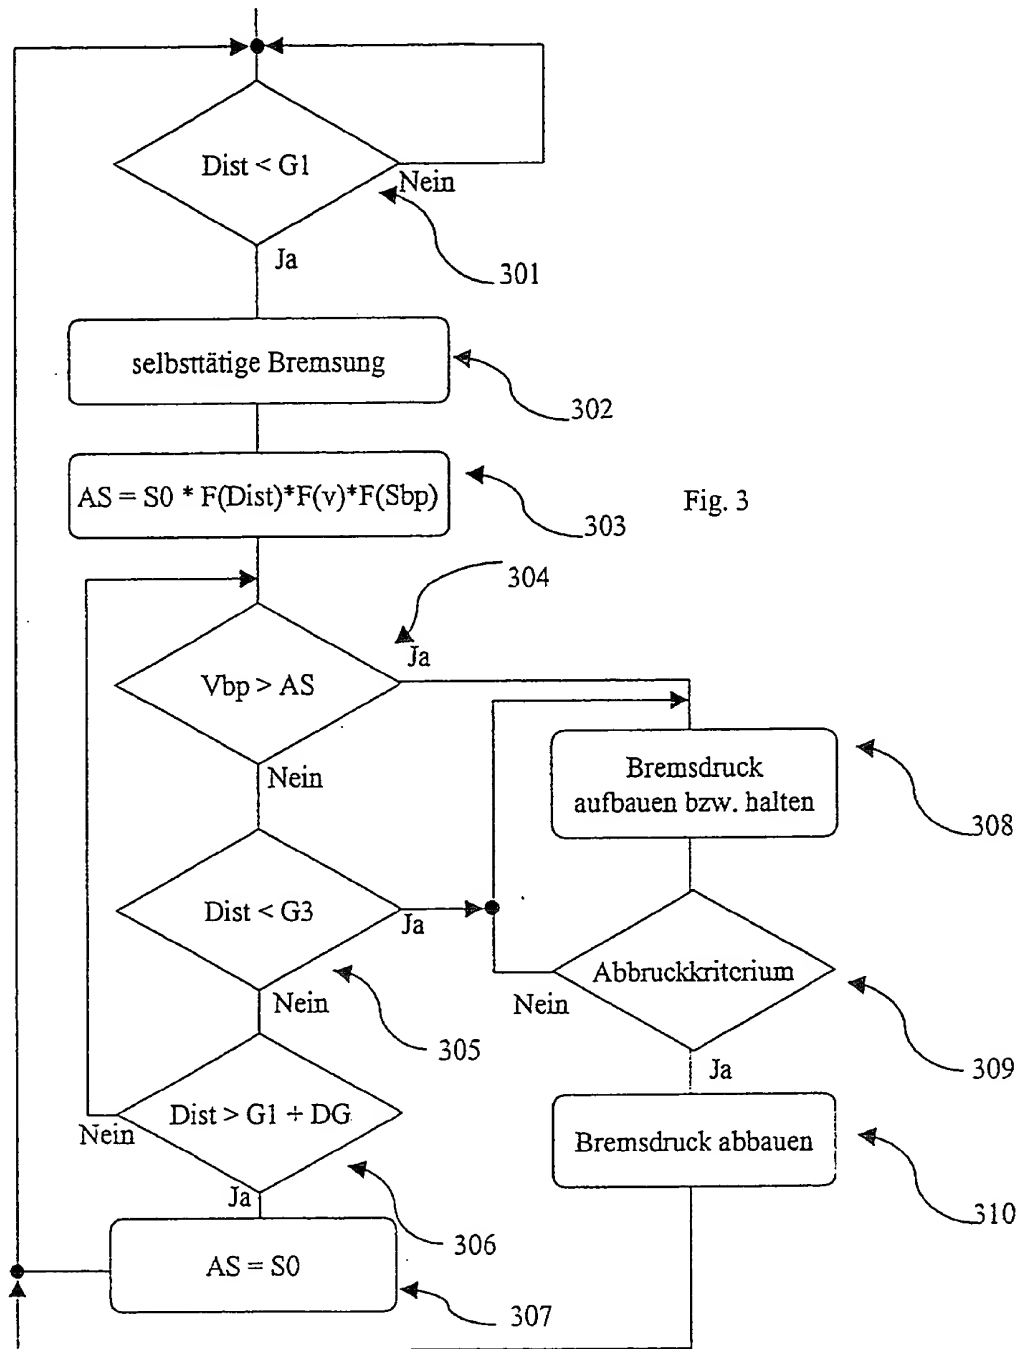 Dist < G1
Nein
Ja
301
selbsttätige Bremsung
302
AS = S0 * F(Dist)*F(v)*F(Sbp)
303
Fig. 3
304
Ja
Vbp > AS
Nein
Bremsdruck
aufbauen bzw. halten
308
Dist < G3
Ja
Nein
305
Abbruckkriterium
Nein
309
Ja
Dist > G1 + DG
Nein
Ja
306
Bremsdruck abbauen
310
AS = S0
307